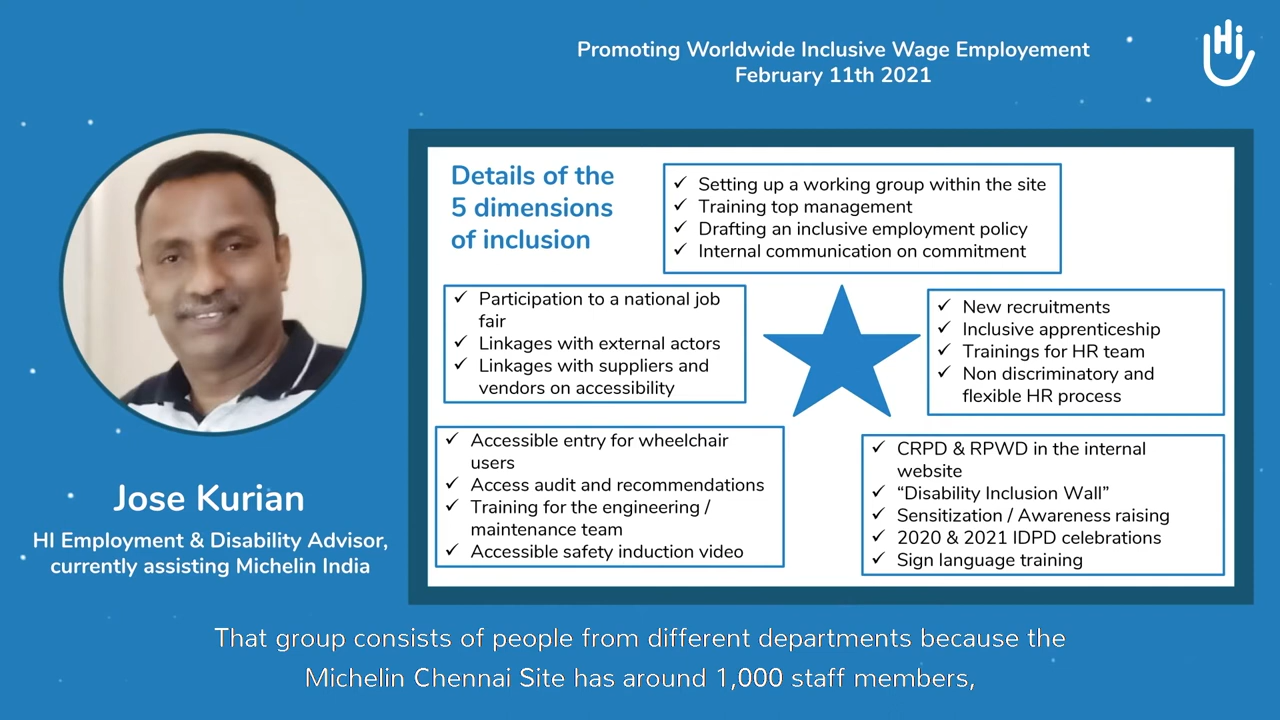 Promoting Worldwide Inclusive Wage Employement
February 11th 2021
Hi
Details of the
5 dimensions
of inclusion
✓ Setting up a working group within the site
✓ Training top management
✓ Drafting an inclusive employment policy
✓ Internal communication on commitment
✓ Participation to a national job
fair
✓ Linkages with external actors
✓ Linkages with suppliers and
vendors on accessibility
✓ New recruitments
✓ Inclusive apprenticeship
✓ Trainings for HR team
✓ Non discriminatory and
flexible HR process
✓ Accessible entry for wheelchair
users
✓ Access audit and recommendations
✓ Training for the engineering /
maintenance team
✓ Accessible safety induction video
✓ CRPD & RPWD in the internal
website
✓ “Disability Inclusion Wall”
✓ Sensitization / Awareness raising
✓ 2020 & 2021 IDPD celebrations
✓ Sign language training
Jose Kurian
HI Employment & Disability Advisor,
currently assisting Michelin India
That group consists of people from different departments because the
Michelin Chennai Site has around 1,000 staff members,